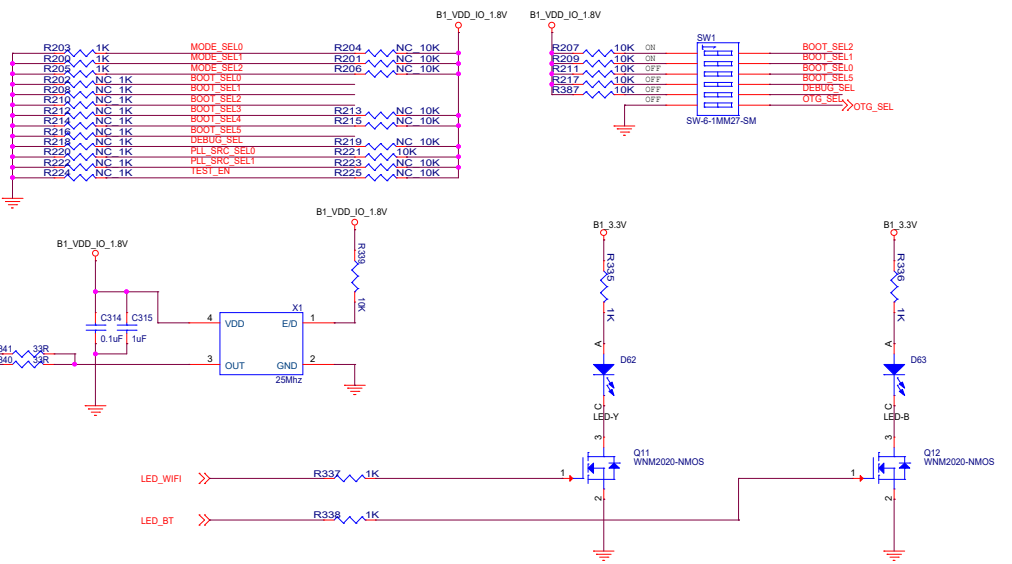 B1_VDD_IO_1.8V B1_VDD_IO_1.8V
R203 1K MODE_SEL0 R204 NC_10K
R200 1K MODE_SEL1 R201 NC_10K
R205 1K MODE_SEL2 R206 NC_10K
R202 NC_1K BOOT_SEL0
R208 NC_1K BOOT_SEL1
R210 NC_1K BOOT_SEL2
R212 NC_1K BOOT_SEL3 R213 NC_10K
R214 NC_1K BOOT_SEL4 R215 NC_10K
R216 NC_1K BOOT_SEL5
R218 NC_1K DEBUG_SEL R219 NC_10K
R220 NC_1K PLL_SRC_SEL0 R221 10K
R222 NC_1K PLL_SRC_SEL1 R223 NC_10K
R224 NC_1K TEST_EN R225 NC_10K
SW1
R207 10K ON BOOT_SEL2
R209 10K ON BOOT_SEL1
R211 10K OFF BOOT_SEL0
R217 10K OFF BOOT_SEL5
R387 10K OFF DEBUG_SEL
OFF OTG_SEL OTG_SEL
SW-6-1MM27-SM
B1_VDD_IO_1.8V
B1_VDD_IO_1.8V
R339
10K
X1
C314 C315
0.1uF 1uF
4 VDD E/D 1
3 OUT GND 2
25Mhz
341 33R
340 33R
B1_3.3V B1_3.3V
R335 R336
1K 1K
A A
D62 D63
C C
LED-Y LED-B
3 3
Q11 Q12
WNM2020-NMOS WNM2020-NMOS
LED_WIFI R337 1K 1 1
2 2
LED_BT R338 1K